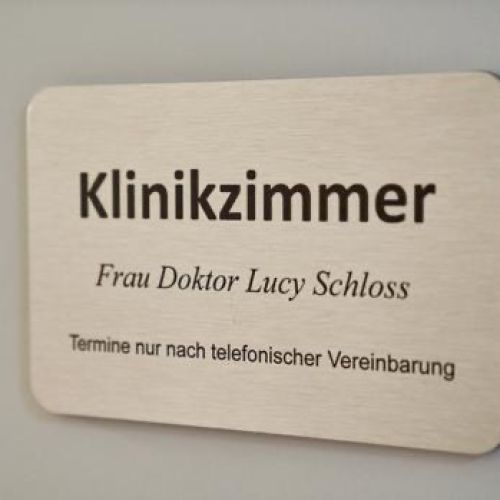 Klinikzimmer
Frau Doktor Lucy Schloss
Termine nur nach telefonischer Vereinbarung